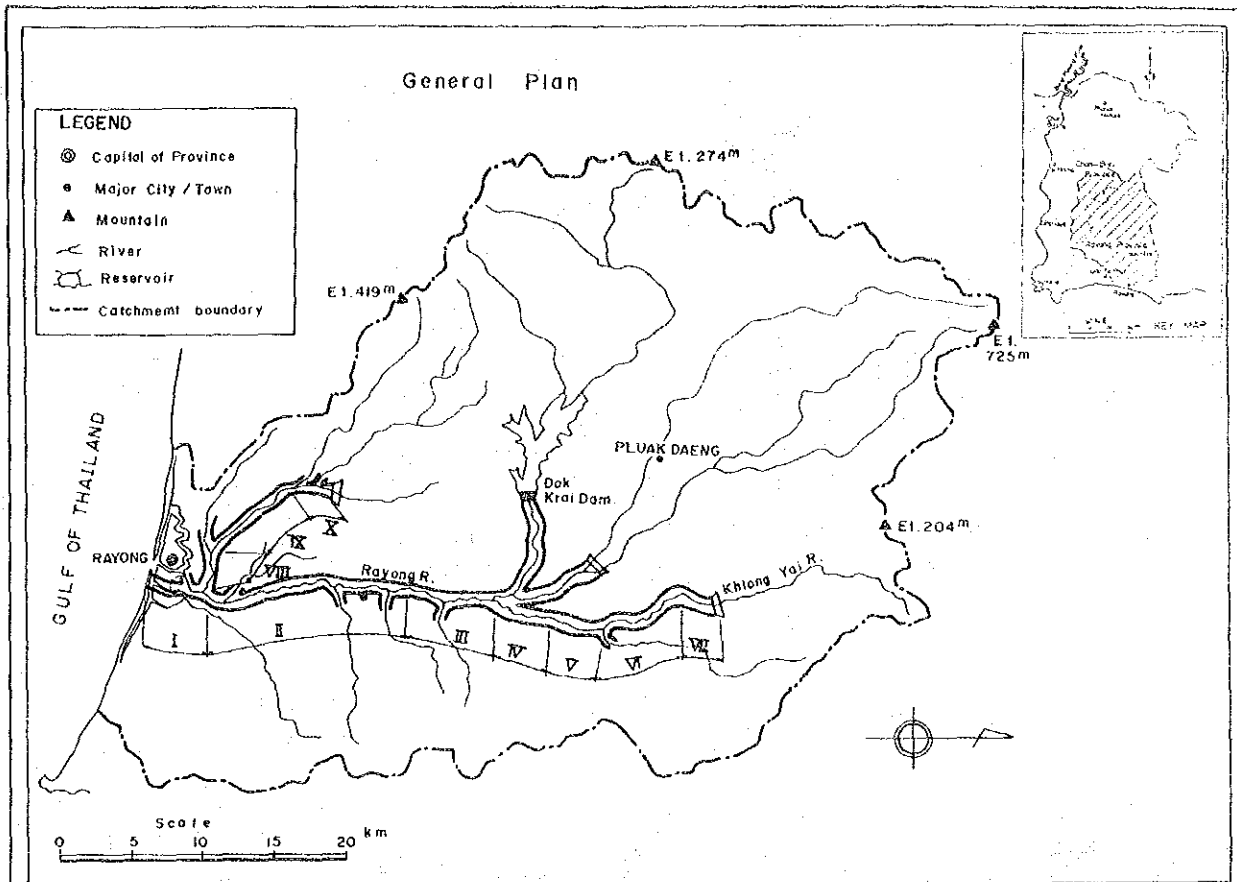 General Plan
LEGEND
Capital of Province
Major City / Town
Mountain
River
Reservoir
Catchmemt boundary
El. 274m
El. 419m
El.
725m
KEY MAP
GULF OF THAILAND
PLUAK DAENG
Dok
Krai Dam
El. 204m
RAYONG
Rayong R.
Khlong Yai R.
X
IX
VIII
I
II
III
IV
V
VI
VII
Scale
0 5 10 15 20 km